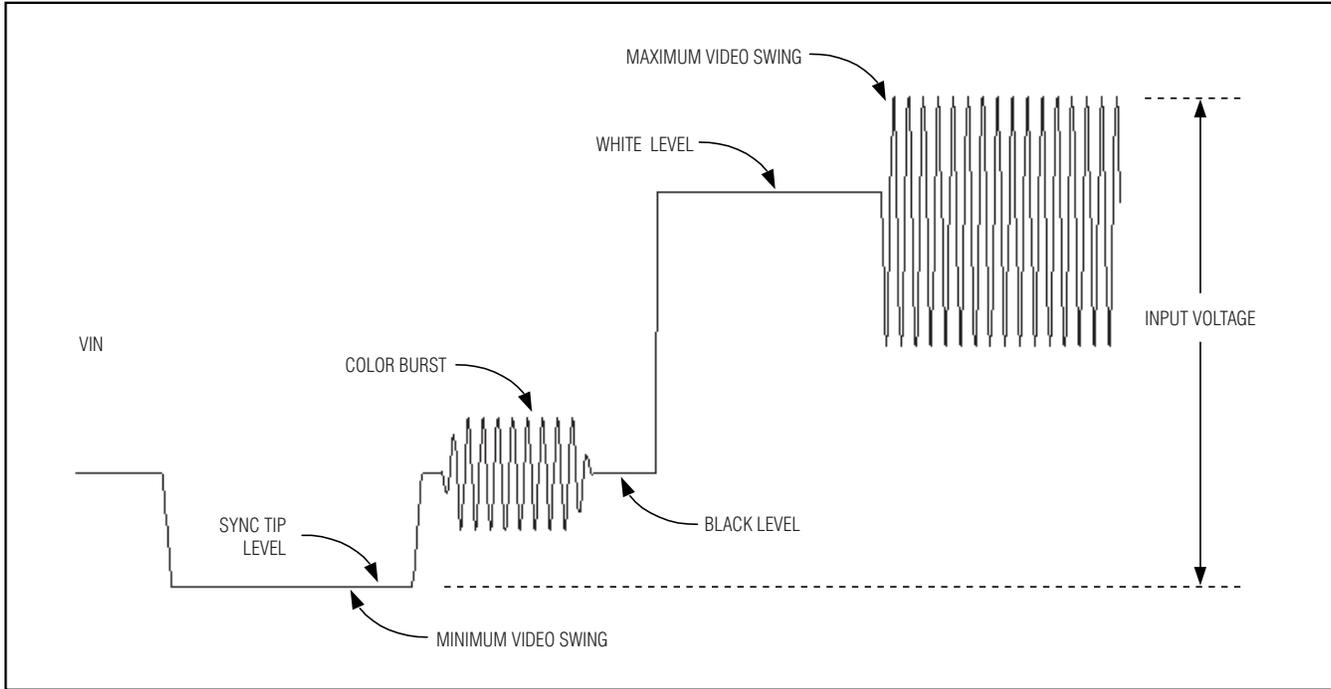 MAXIMUM VIDEO SWING
WHITE LEVEL
INPUT VOLTAGE
VIN
COLOR BURST
SYNC TIP
LEVEL
BLACK LEVEL
MINIMUM VIDEO SWING